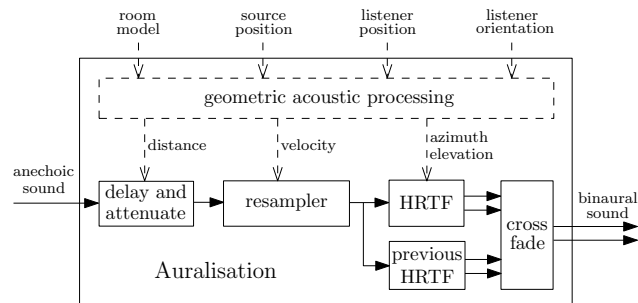 room
model
source
position
listener
position
listener
orientation
geometric acoustic processing
distance
velocity
azimuth
elevation
anechoic
sound
delay and
attenuate
resampler
HRTF
previous
HRTF
cross
fade
binaural
sound
Auralisation